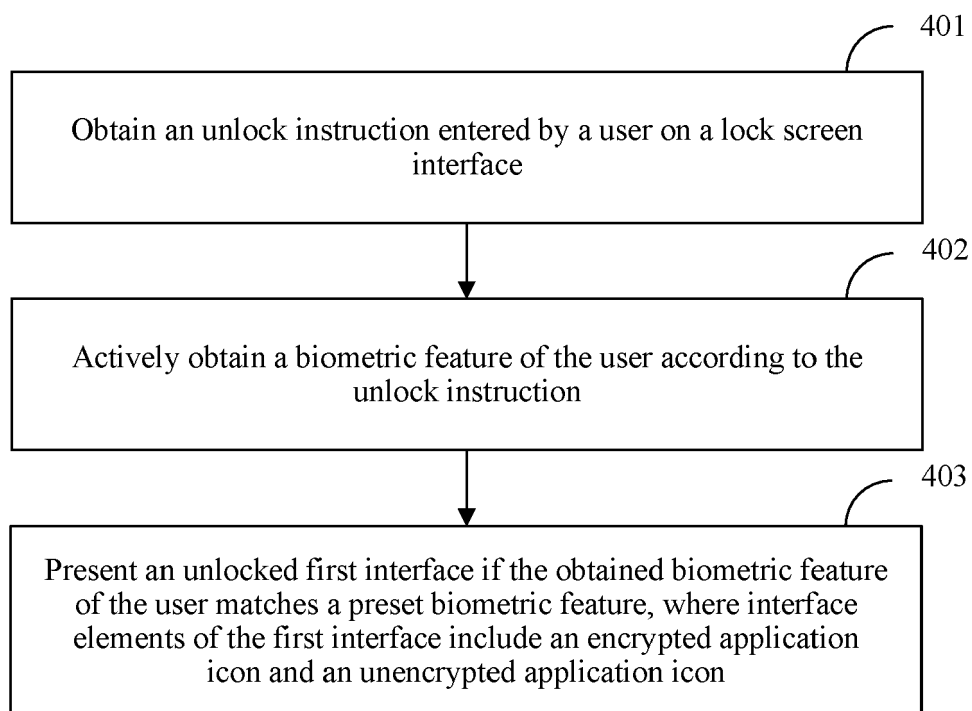 401
Obtain an unlock instruction entered by a user on a lock screen
interface
402
Actively obtain a biometric feature of the user according to the
unlock instruction
403
Present an unlocked first interface if the obtained biometric feature
of the user matches a preset biometric feature, where interface
elements of the first interface include an encrypted application
icon and an unencrypted application icon